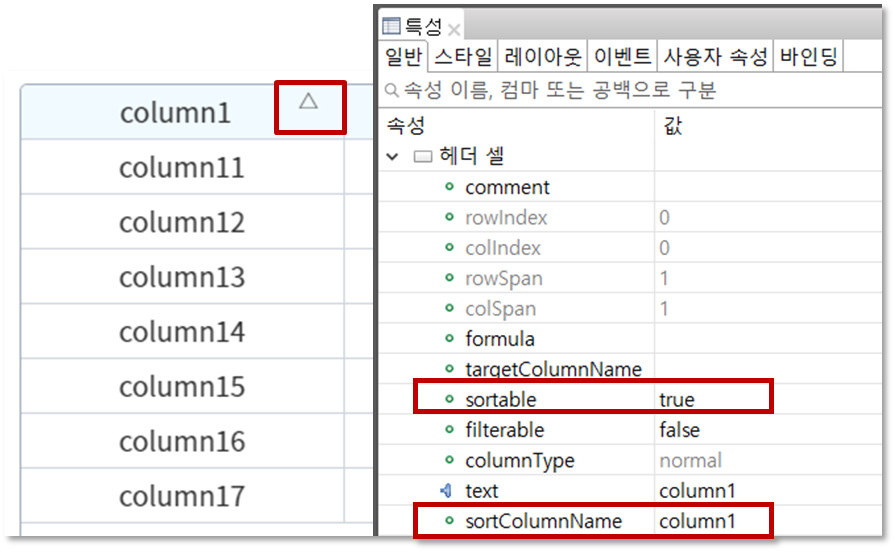 column1
column11
column12
column13
column14
column15
column16
column17
특성
일반 스타일 레이아웃 이벤트 사용자 속성 바인딩
속성 이름, 컴마 또는 공백으로 구분
속성 값
헤더 셀
comment
rowIndex 0
colIndex 0
rowSpan 1
colSpan 1
formula
targetColumnName
sortable true
filterable false
columnType normal
text column1
sortColumnName column1